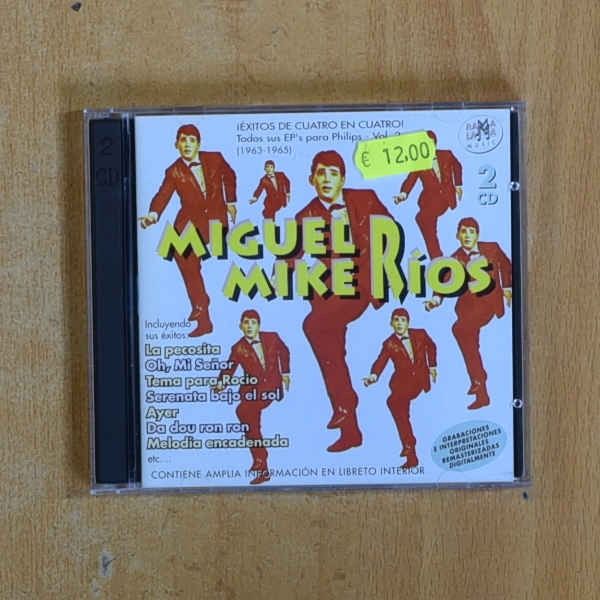 ¡ÉXITOS DE CUATRO EN CUATRO!
Todos sus EP's para Philips - Vol. 2
(1963-1965)
€ 12,00
RAMA LAMA
MUSIC
2
CD
2
CD
MIGUEL
MIKE RÍOS
Incluyendo
sus éxitos:
La pecosita
Oh, Mi Señor
Tema para Rocío
Serenata bajo el sol
Ayer
Da dou ron ron
Melodía encadenada
etc....
GRABACIONES
E INTERPRETACIONES
ORIGINALES
REMASTERIZADAS
DIGITALMENTE
CONTIENE AMPLIA INFORMACIÓN EN LIBRETO INTERIOR